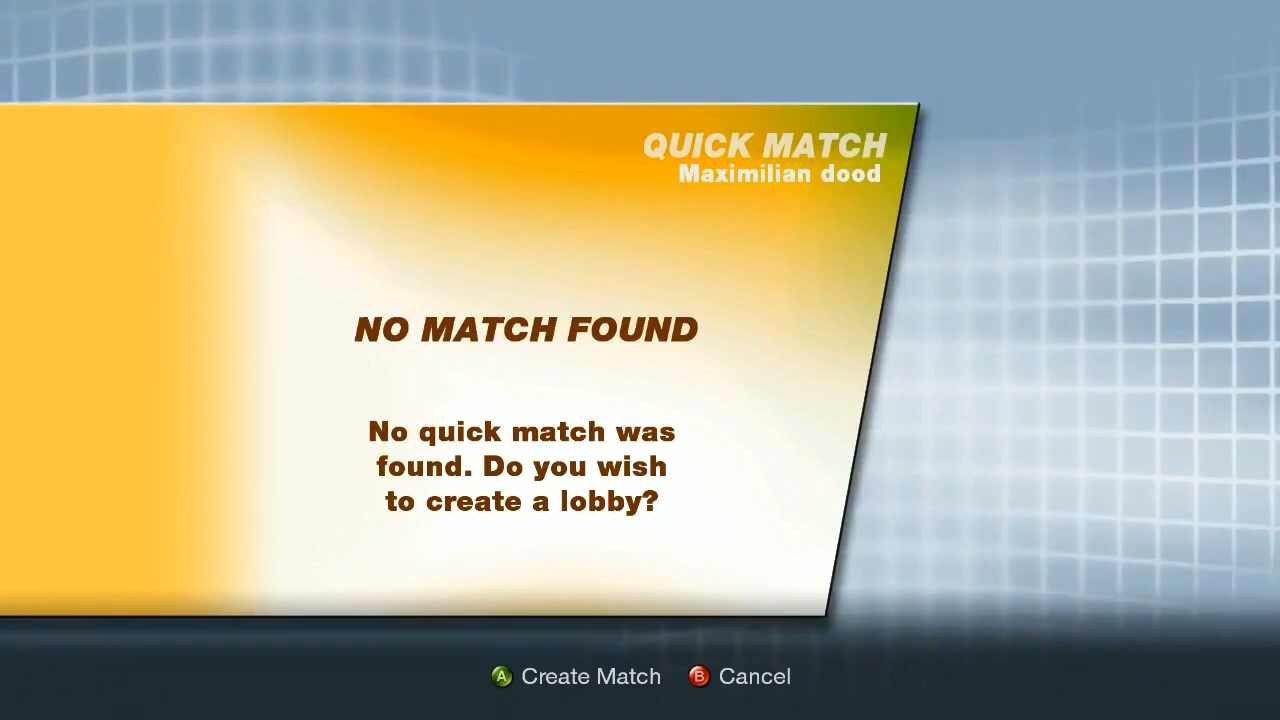 QUICK MATCH
Maximilian dood
NO MATCH FOUND
No quick match was
found. Do you wish
to create a lobby?
A Create Match B Cancel